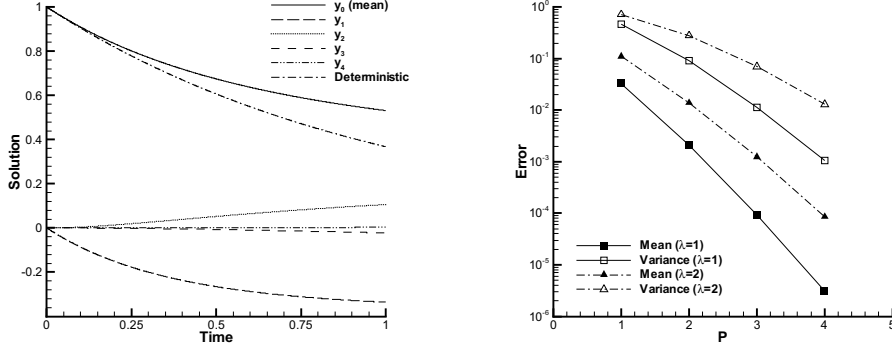 y0 (mean)
y1
y2
y3
y4
Deterministic
1
0.8
0.6
0.4
0.2
0
-0.2
Solution
0
0.25
0.5
0.75
1
Time
10^0
10^-1
10^-2
10^-3
10^-4
10^-5
10^-6
Error
Mean (λ=1)
Variance (λ=1)
Mean (λ=2)
Variance (λ=2)
0
1
2
3
4
5
P